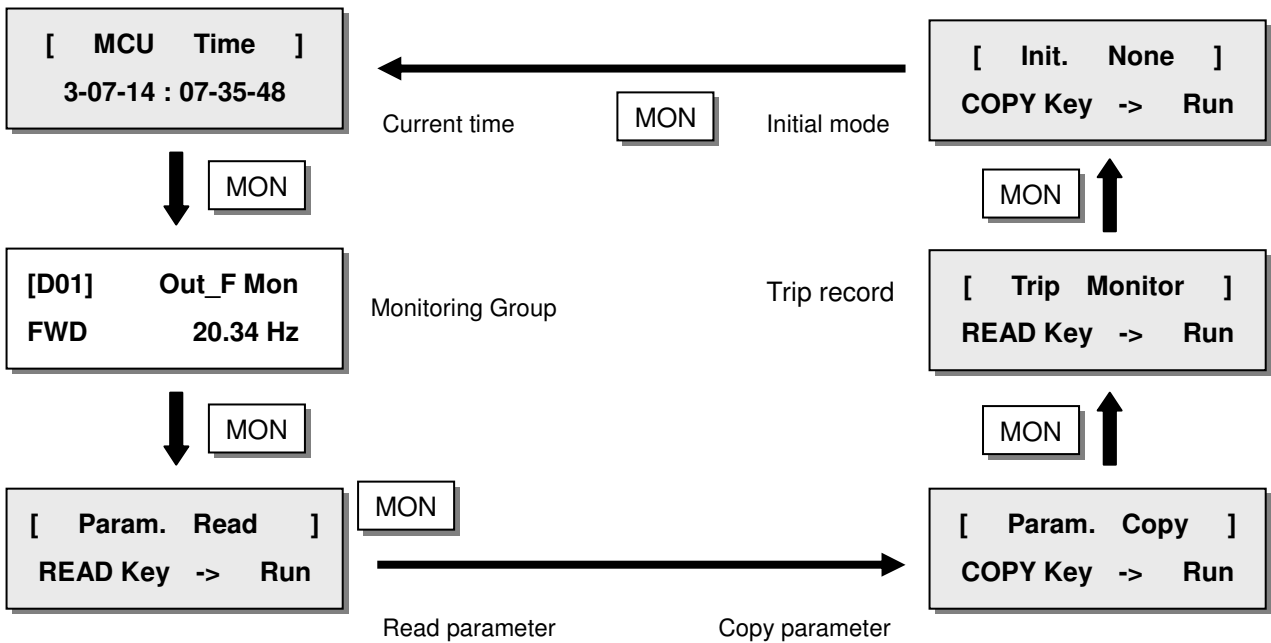 [ MCU Time ]
3-07-14 : 07-35-48
Current time
MON
Initial mode
[ Init. None ]
COPY Key -> Run
MON
MON
[D01] Out_F Mon
FWD 20.34 Hz
Monitoring Group
Trip record
[ Trip Monitor ]
READ Key -> Run
MON
MON
[ Param. Read ]
READ Key -> Run
MON
[ Param. Copy ]
COPY Key -> Run
Read parameter
Copy parameter